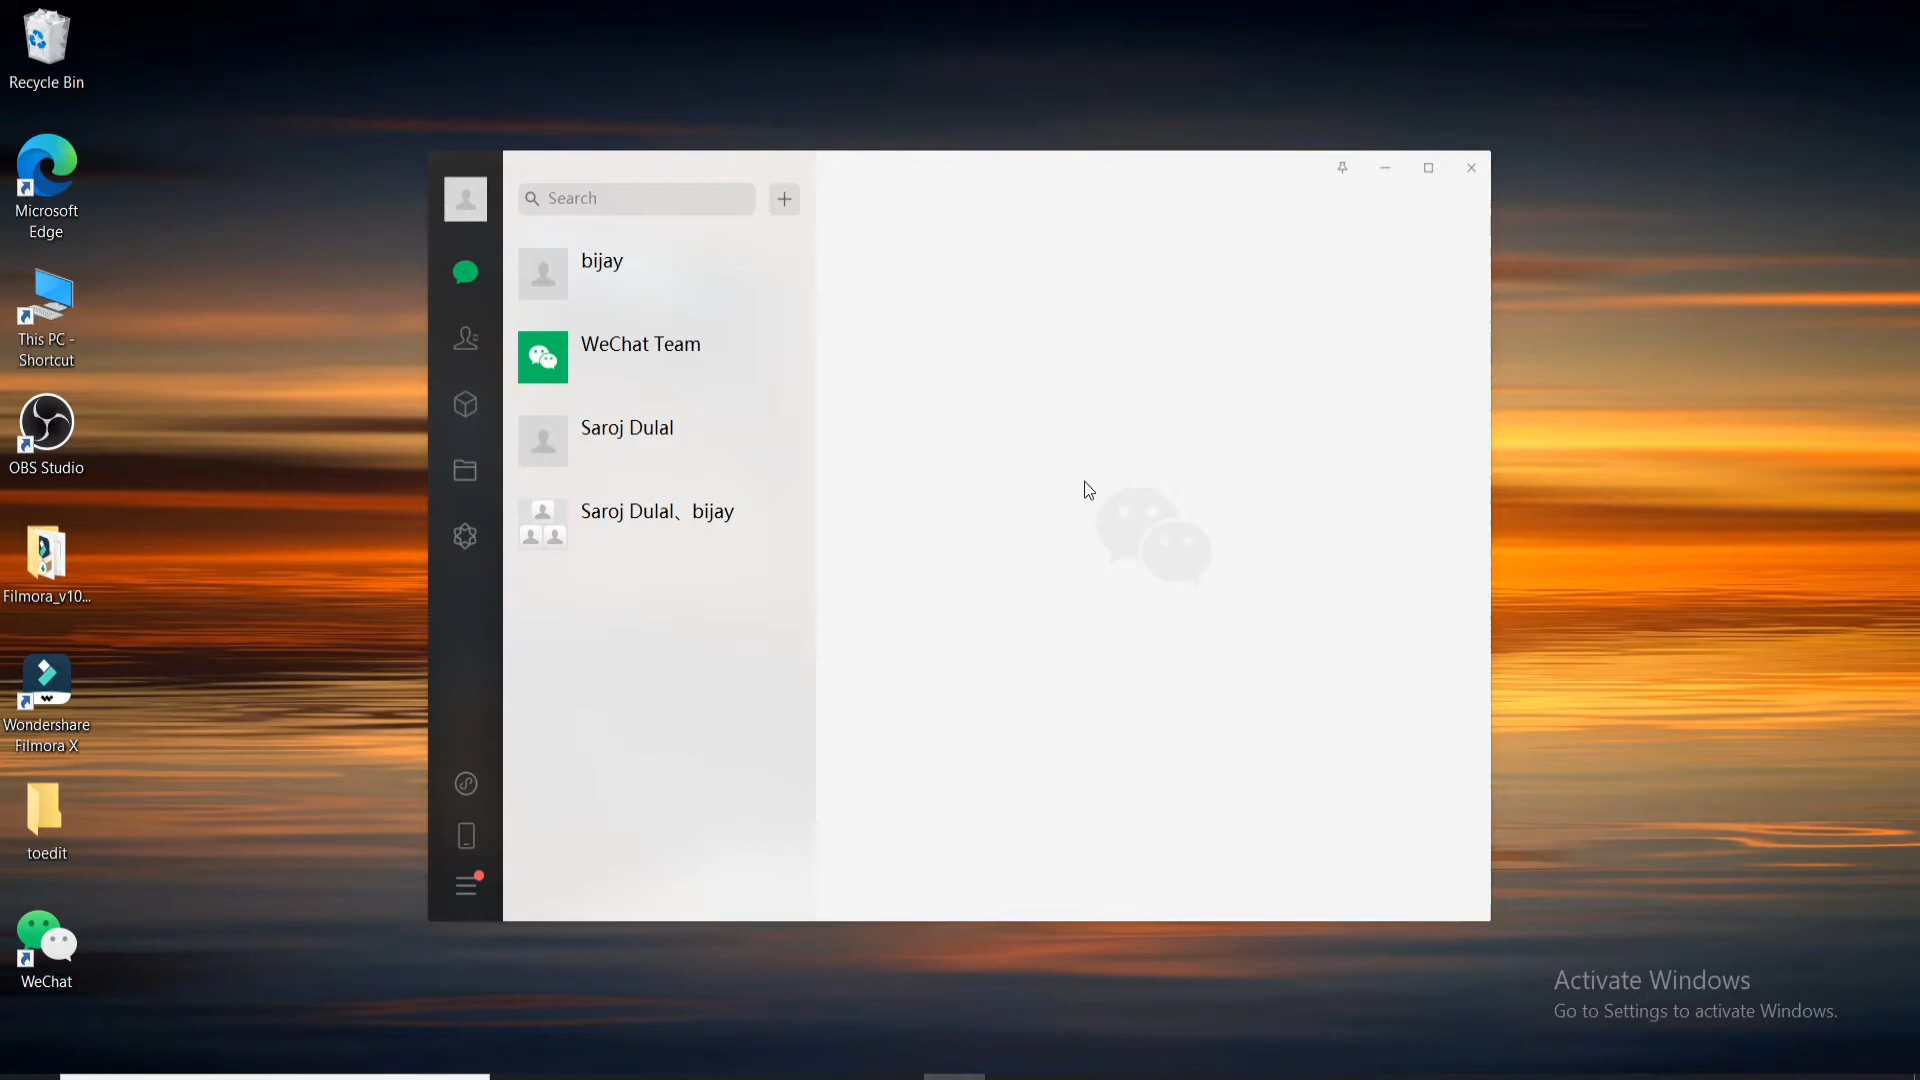 Recycle Bin
Microsoft
Edge
This PC -
Shortcut
OBS Studio
Filmora_v10...
Wondershare
Filmora X
toedit
WeChat
Search
bijay
WeChat Team
Saroj Dulal
Saroj Dulal、bijay
Activate Windows
Go to Settings to activate Windows.